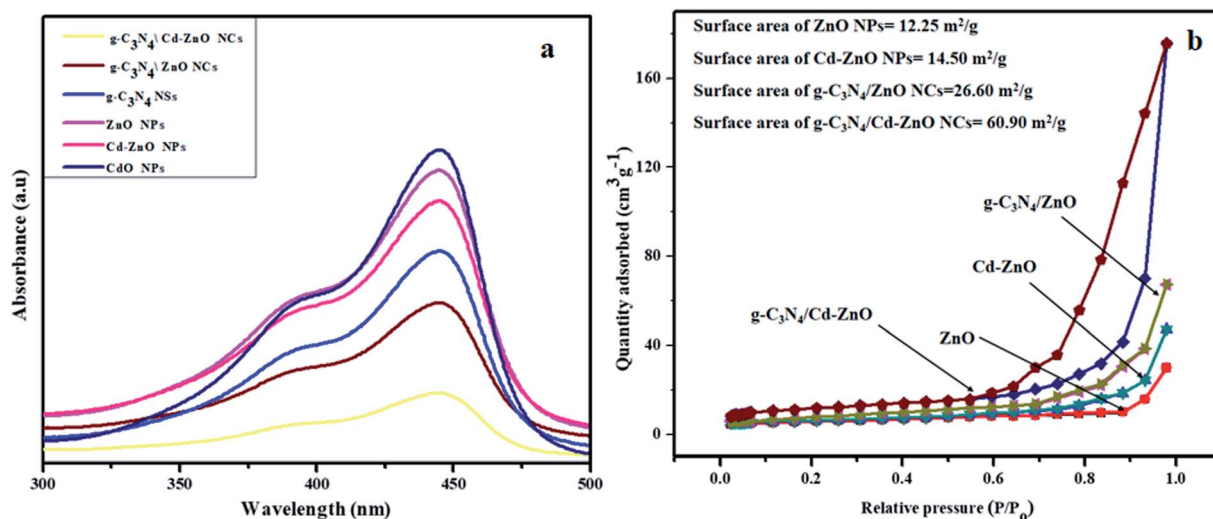 g-C3N4\ Cd-ZnO NCs
g-C3N4\ ZnO NCs
g-C3N4 NSs
ZnO NPs
Cd-ZnO NPs
CdO NPs
a
Absorbance (a.u)
300
350
400
450
500
Wavelength (nm)
Surface area of ZnO NPs= 12.25 m²/g
Surface area of Cd-ZnO NPs= 14.50 m²/g
Surface area of g-C3N4/ZnO NCs=26.60 m²/g
Surface area of g-C3N4/Cd-ZnO NCs= 60.90 m²/g
b
Quantity adsorbed (cm³g⁻¹)
160
120
80
40
0
g-C3N4/ZnO
Cd-ZnO
g-C3N4/Cd-ZnO
ZnO
0.0
0.2
0.4
0.6
0.8
1.0
Relative pressure (P/Po)